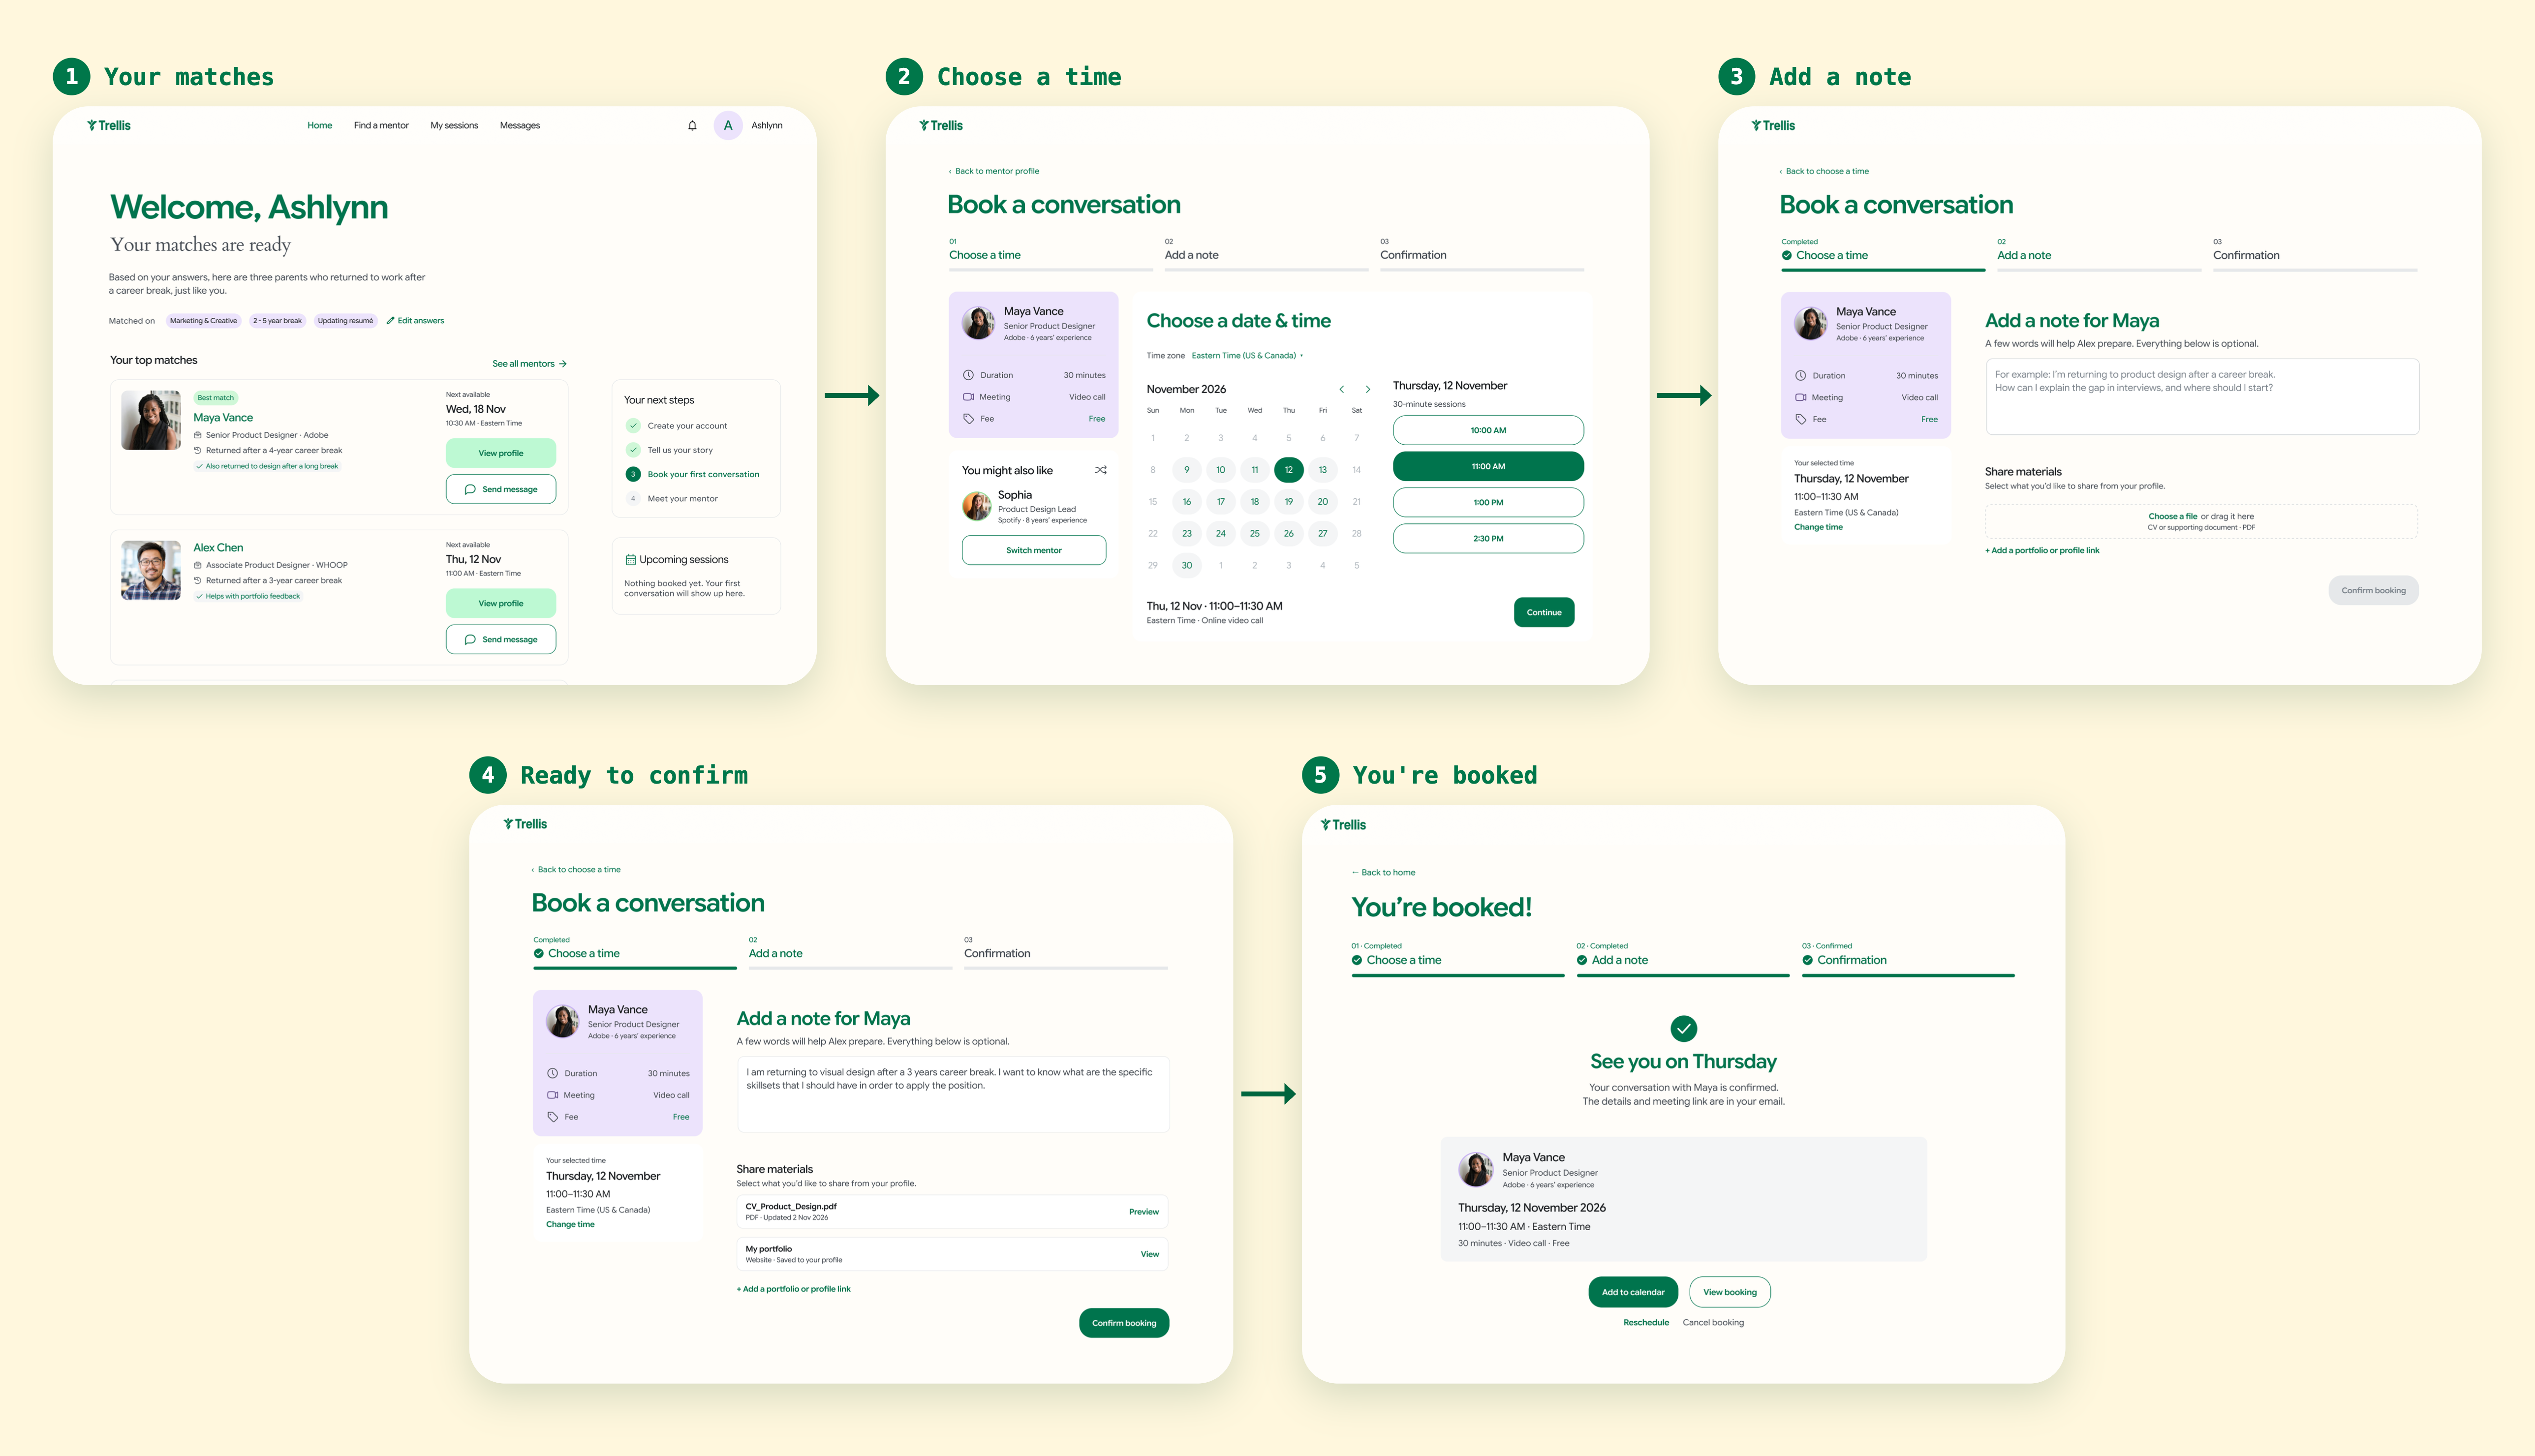 1 Your matches
Trellis
Home Find a mentor My sessions Messages
A Ashlynn
Welcome, Ashlynn
Your matches are ready
Based on your answers, here are three parents who returned to work after
a career break, just like you.
Matched on Marketing & Creative 2 - 5 year break Updating resumé Edit answers
Your top matches
See all mentors →
Best match
Maya Vance
Senior Product Designer · Adobe
Returned after a 4-year career break
Also returned to design after a long break
Next available
Wed, 18 Nov
10:30 AM · Eastern Time
View profile
Send message
Alex Chen
Associate Product Designer · WHOOP
Returned after a 3-year career break
Helps with portfolio feedback
Next available
Thu, 12 Nov
11:00 AM · Eastern Time
View profile
Send message
Your next steps
Create your account
Tell us your story
3 Book your first conversation
4 Meet your mentor
Upcoming sessions
Nothing booked yet. Your first
conversation will show up here.
2 Choose a time
Trellis
‹ Back to mentor profile
Book a conversation
01
Choose a time
02
Add a note
03
Confirmation
Maya Vance
Senior Product Designer
Adobe · 6 years' experience
Duration 30 minutes
Meeting Video call
Fee Free
You might also like
Sophia
Product Design Lead
Spotify · 8 years' experience
Switch mentor
Choose a date & time
Time zone Eastern Time (US & Canada)
November 2026
Sun Mon Tue Wed Thu Fri Sat
1 2 3 4 5 6 7
8 9 10 11 12 13 14
15 16 17 18 19 20 21
22 23 24 25 26 27 28
29 30 1 2 3 4 5
Thursday, 12 November
30-minute sessions
10:00 AM
11:00 AM
1:00 PM
2:30 PM
Thu, 12 Nov · 11:00–11:30 AM
Eastern Time · Online video call
Continue
3 Add a note
Trellis
‹ Back to choose a time
Book a conversation
Completed
Choose a time
02
Add a note
03
Confirmation
Maya Vance
Senior Product Designer
Adobe · 6 years' experience
Duration 30 minutes
Meeting Video call
Fee Free
Your selected time
Thursday, 12 November
11:00–11:30 AM
Eastern Time (US & Canada)
Change time
Add a note for Maya
A few words will help Alex prepare. Everything below is optional.
For example: I'm returning to product design after a career break.
How can I explain the gap in interviews, and where should I start?
Share materials
Select what you'd like to share from your profile.
Choose a file or drag it here
CV or supporting document · PDF
+ Add a portfolio or profile link
Confirm booking
4 Ready to confirm
Trellis
‹ Back to choose a time
Book a conversation
Completed
Choose a time
02
Add a note
03
Confirmation
Maya Vance
Senior Product Designer
Adobe · 6 years' experience
Duration 30 minutes
Meeting Video call
Fee Free
Your selected time
Thursday, 12 November
11:00–11:30 AM
Eastern Time (US & Canada)
Change time
Add a note for Maya
A few words will help Alex prepare. Everything below is optional.
I am returning to visual design after a 3 years career break. I want to know what are the specific
skillsets that I should have in order to apply the position.
Share materials
Select what you'd like to share from your profile.
CV_Product_Design.pdf
PDF · Updated 2 Nov 2026
Preview
My portfolio
Website · Saved to your profile
View
+ Add a portfolio or profile link
Confirm booking
5 You're booked
Trellis
← Back to home
You're booked!
01 · Completed
Choose a time
02 · Completed
Add a note
03 · Confirmed
Confirmation
See you on Thursday
Your conversation with Maya is confirmed.
The details and meeting link are in your email.
Maya Vance
Senior Product Designer
Adobe · 6 years' experience
Thursday, 12 November 2026
11:00–11:30 AM · Eastern Time
30 minutes · Video call · Free
Add to calendar
View booking
Reschedule
Cancel booking